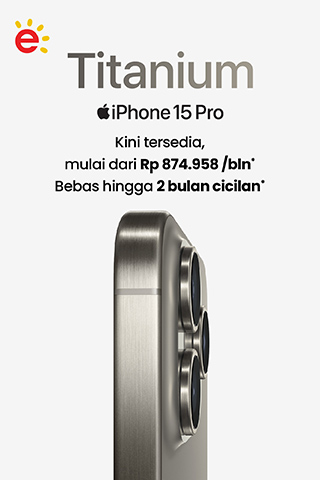 e
Titanium
iPhone 15 Pro
Kini tersedia,
mulai dari Rp 874.958 /bln*
Bebas hingga 2 bulan cicilan*